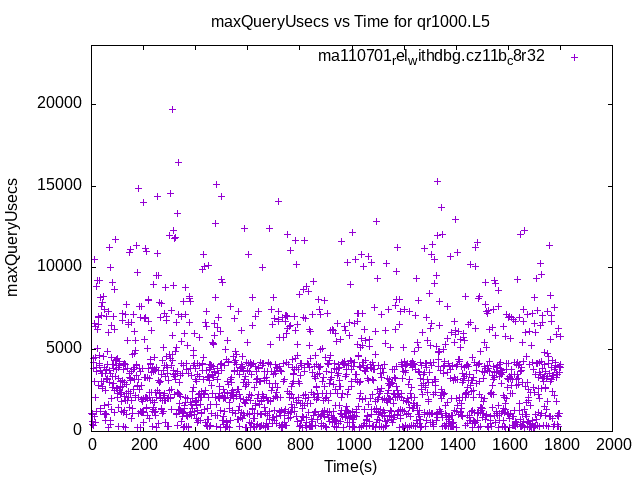 maxQueryUsecs vs Time for qr1000.L5
ma110701relwithdbg.cz11bc8r32
20000
15000
10000
5000
0
maxQueryUsecs
0 200 400 600 800 1000 1200 1400 1600 1800 2000
Time(s)